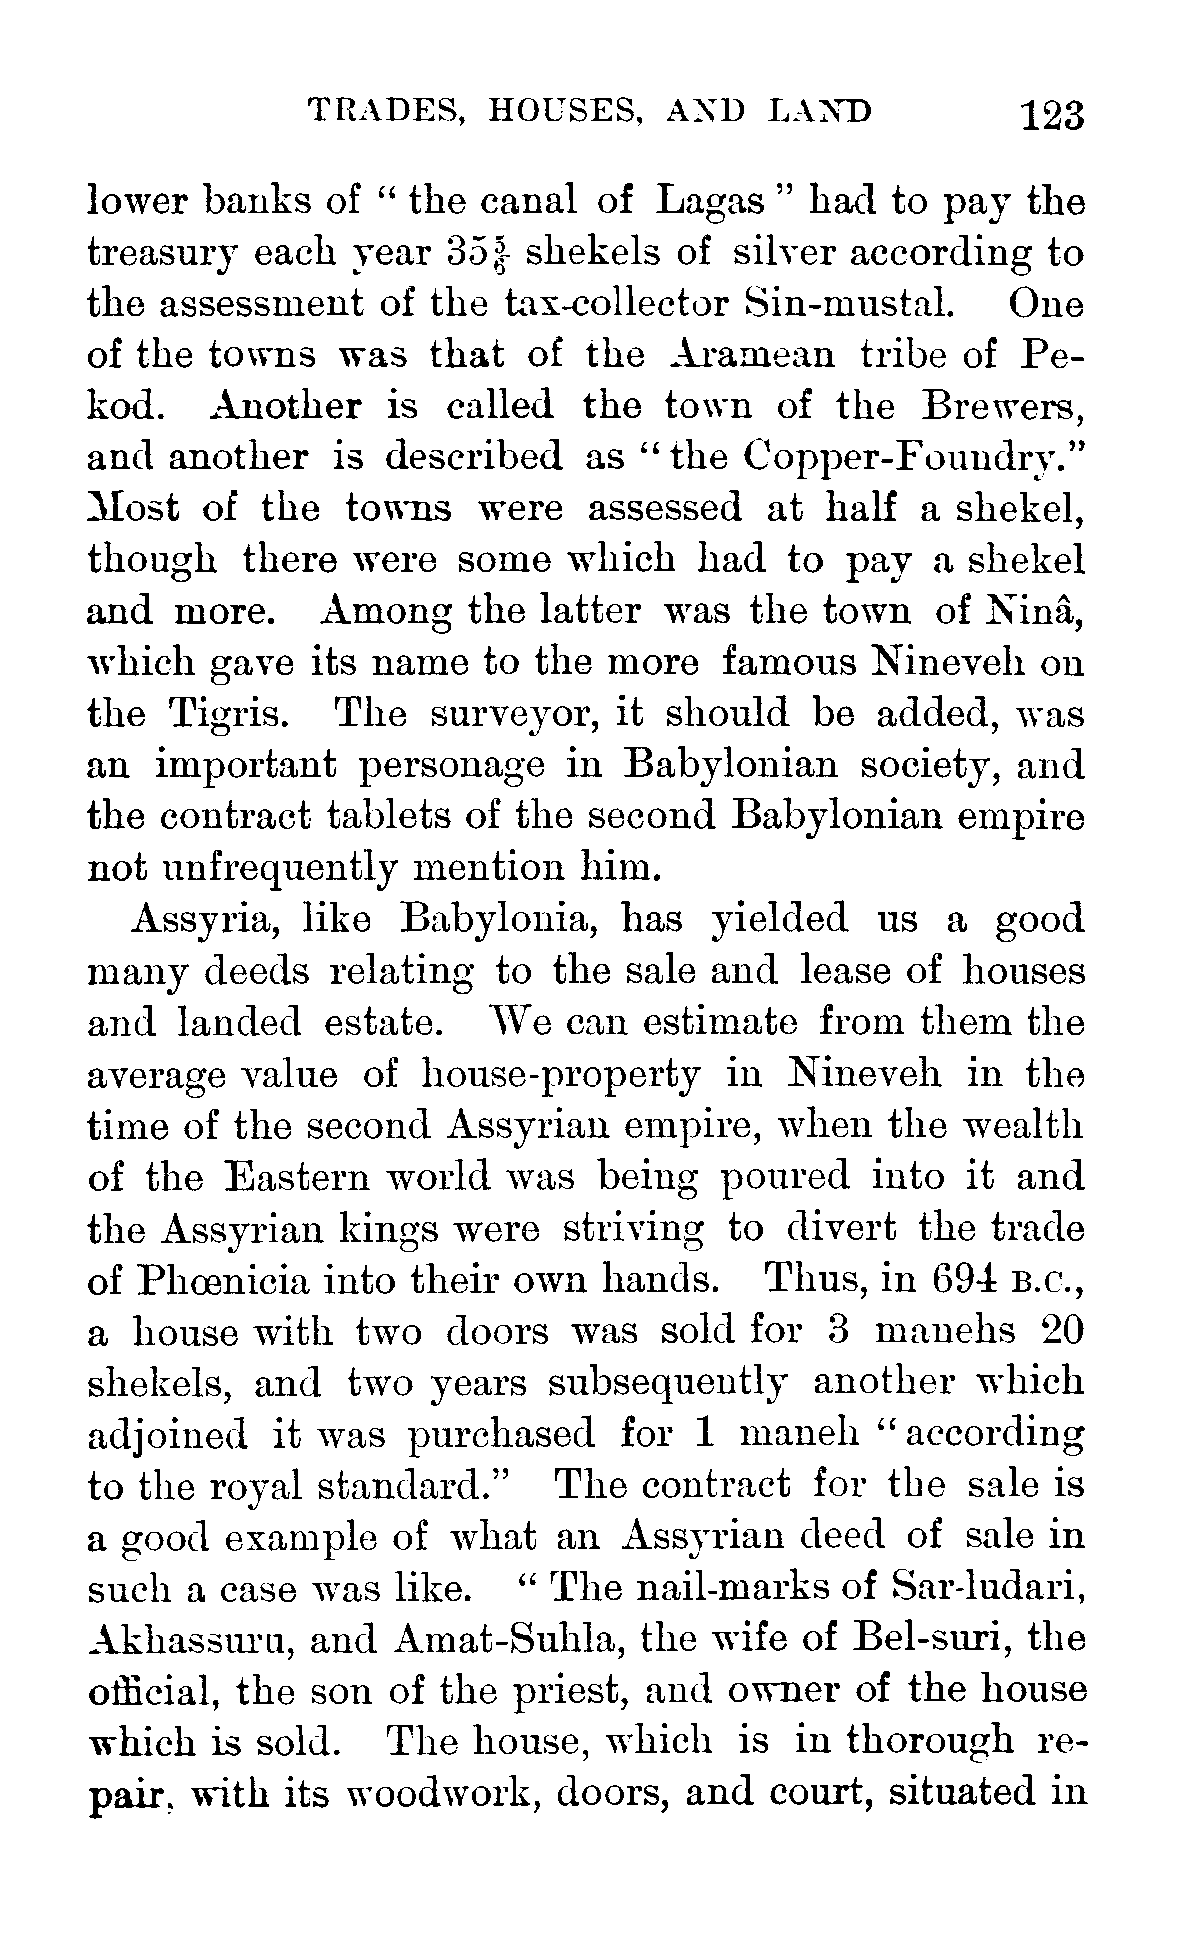 TRADES, HOUSES, AND LAND 123
lower banks of “ the canal of Lagas ” had to pay the
treasury each year 35⅚ shekels of silver according to
the assessment of the tax-collector Sin-mustal. One
of the towns was that of the Aramean tribe of Pe-
kod. Another is called the town of the Brewers,
and another is described as “ the Copper-Foundry.”
Most of the towns were assessed at half a shekel,
though there were some which had to pay a shekel
and more. Among the latter was the town of Ninâ,
which gave its name to the more famous Nineveh on
the Tigris. The surveyor, it should be added, was
an important personage in Babylonian society, and
the contract tablets of the second Babylonian empire
not unfrequently mention him.
Assyria, like Babylonia, has yielded us a good
many deeds relating to the sale and lease of houses
and landed estate. We can estimate from them the
average value of house-property in Nineveh in the
time of the second Assyrian empire, when the wealth
of the Eastern world was being poured into it and
the Assyrian kings were striving to divert the trade
of Phœnicia into their own hands. Thus, in 694 B.C.,
a house with two doors was sold for 3 manehs 20
shekels, and two years subsequently another which
adjoined it was purchased for 1 maneh “ according
to the royal standard.” The contract for the sale is
a good example of what an Assyrian deed of sale in
such a case was like. “ The nail-marks of Sar-ludari,
Akhassuru, and Amat-Suhla, the wife of Bel-suri, the
official, the son of the priest, and owner of the house
which is sold. The house, which is in thorough re-
pair, with its woodwork, doors, and court, situated in